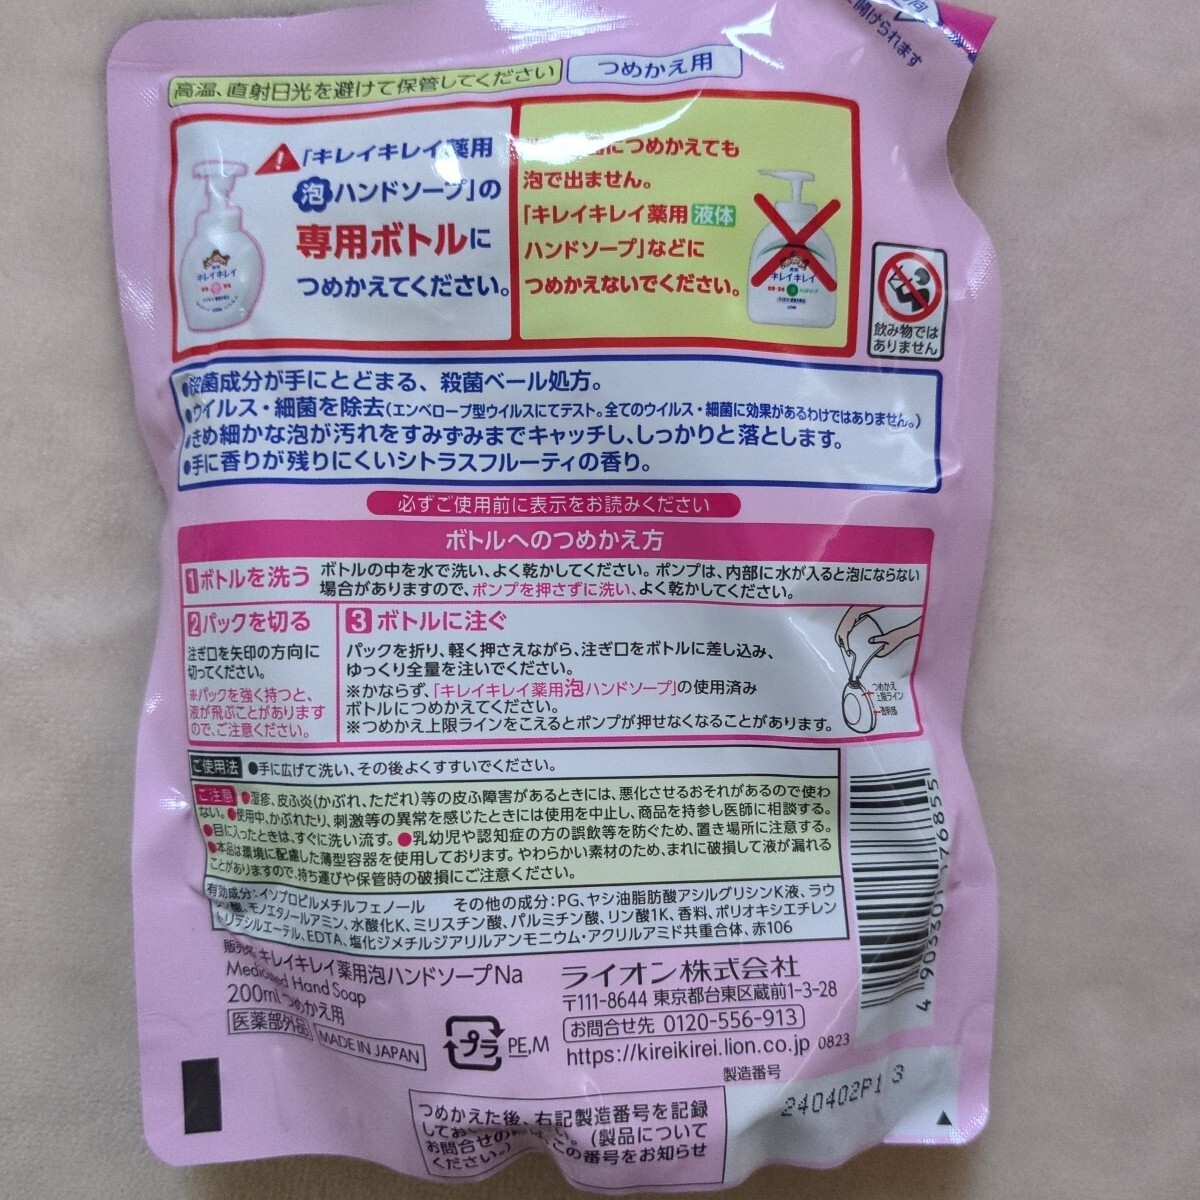 開けられます
高温、直射日光を避けて保管してください
つめかえ用
「キレイキレイ薬用
泡ハンドソープ」の
専用ボトルに
つめかえてください。
につめかえても
泡で出ません。
「キレイキレイ薬用 液体
ハンドソープ」などに
つめかえないでください。
キレイキレイ
キレイキレイ
飲み物では
ありません
●殺菌成分が手にとどまる、殺菌ベール処方。
●ウイルス・細菌を除去(エンベロープ型ウイルスにてテスト。全てのウイルス・細菌に効果があるわけではありません。)
●きめ細かな泡が汚れをすみずみまでキャッチし、しっかりと落とします。
●手に香りが残りにくいシトラスフルーティの香り。
必ずご使用前に表示をお読みください
ボトルへのつめかえ方
1 ボトルを洗う
ボトルの中を水で洗い、よく乾かしてください。ポンプは、内部に水が入ると泡にならない
場合がありますので、ポンプを押さずに洗い、よく乾かしてください。
2 パックを切る
注ぎ口を矢印の方向に
切ってください。
※パックを強く持つと、
液が飛ぶことがあります
ので、ご注意ください。
3 ボトルに注ぐ
パックを折り、軽く押さえながら、注ぎ口をボトルに差し込み、
ゆっくり全量を注いでください。
※かならず、「キレイキレイ薬用泡ハンドソープ」の使用済み
ボトルにつめかえてください。
※つめかえ上限ラインをこえるとポンプが押せなくなることがあります。
つめかえ
上限ライン
透明部
ご使用法 ●手に広げて洗い、その後よくすすいでください。
ご注意 ●湿疹、皮ふ炎(かぶれ、ただれ)等の皮ふ障害があるときには、悪化させるおそれがあるので使わ
ない。●使用中、かぶれたり、刺激等の異常を感じたときには使用を中止し、商品を持参し医師に相談する。
●目に入ったときは、すぐに洗い流す。●乳幼児や認知症の方の誤飲等を防ぐため、置き場所に注意する。
●本品は環境に配慮した薄型容器を使用しております。やわらかい素材のため、まれに破損して液が漏れる
ことがありますので、持ち運びや保管時の破損にご注意ください。
有効成分:イソプロピルメチルフェノール その他の成分:PG、ヤシ油脂肪酸アシルグリシンK液、ラウ
リン酸、モノエタノールアミン、水酸化K、ミリスチン酸、パルミチン酸、リン酸1K、香料、ポリオキシエチレン
トリデシルエーテル、EDTA、塩化ジメチルジアリルアンモニウム・アクリルアミド共重合体、赤106
販売名 キレイキレイ薬用泡ハンドソープNa
Medicated Hand Soap
200ml つめかえ用
医薬部外品 MADE IN JAPAN
プラ PE,M
ライオン株式会社
〒111-8644 東京都台東区蔵前1-3-28
お問合せ先 0120-556-913
https://kireikirei.lion.co.jp 0823
製造番号
240402P1 3
つめかえた後、右記製造番号を記録
(製品について
この番号をお知らせ
ください。)